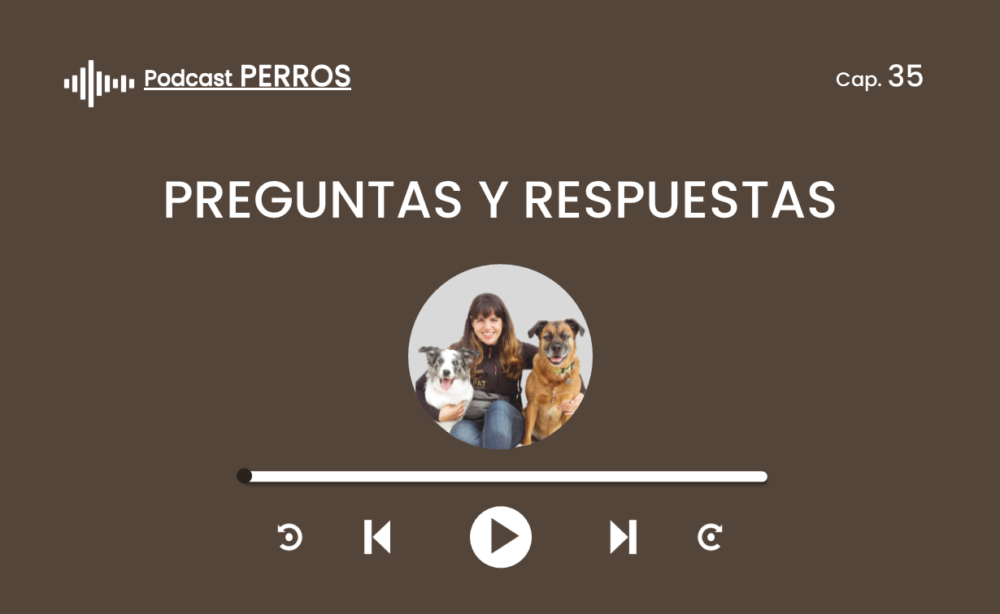 Podcast PERROS
Cap. 35
PREGUNTAS Y RESPUESTAS